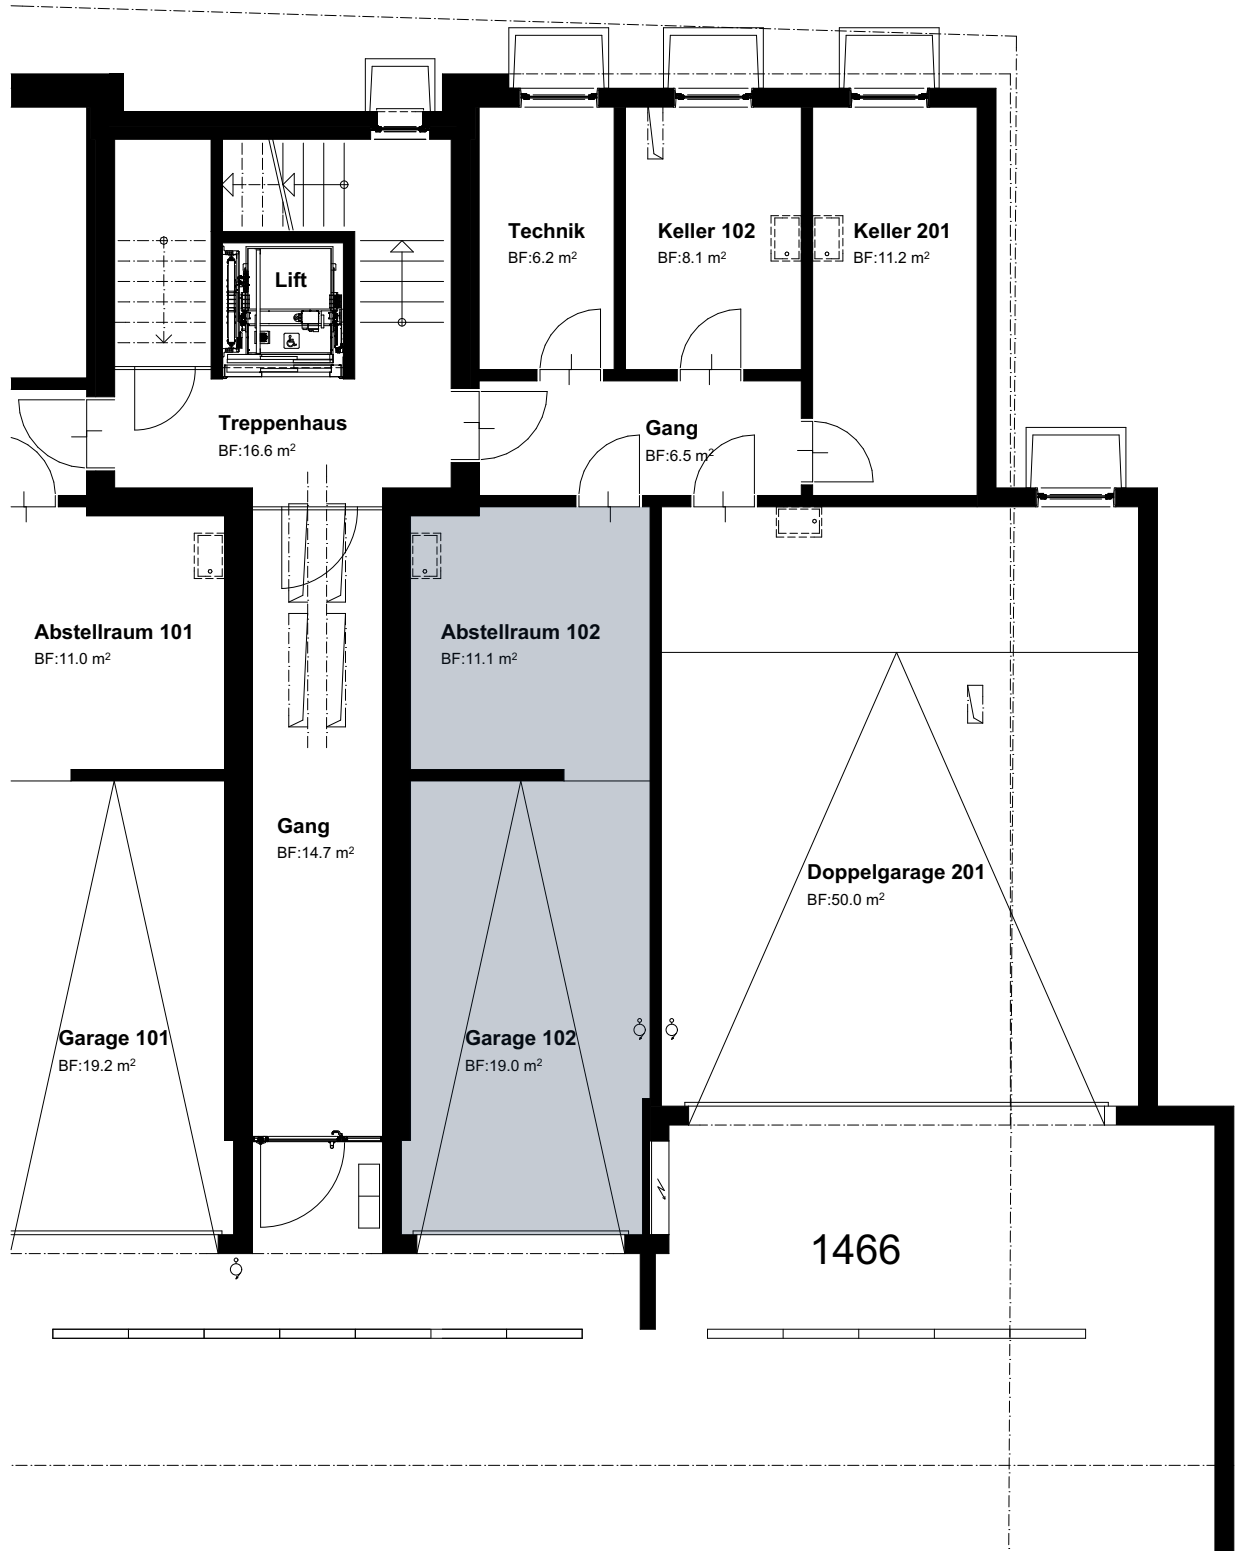 Technik
BF:6.2 m²
Keller 102
BF:8.1 m²
Keller 201
BF:11.2 m²
Lift
Treppenhaus
BF:16.6 m²
Gang
BF:6.5 m²
Abstellraum 101
BF:11.0 m²
Abstellraum 102
BF:11.1 m²
Gang
BF:14.7 m²
Doppelgarage 201
BF:50.0 m²
Garage 101
BF:19.2 m²
Garage 102
BF:19.0 m²
1466